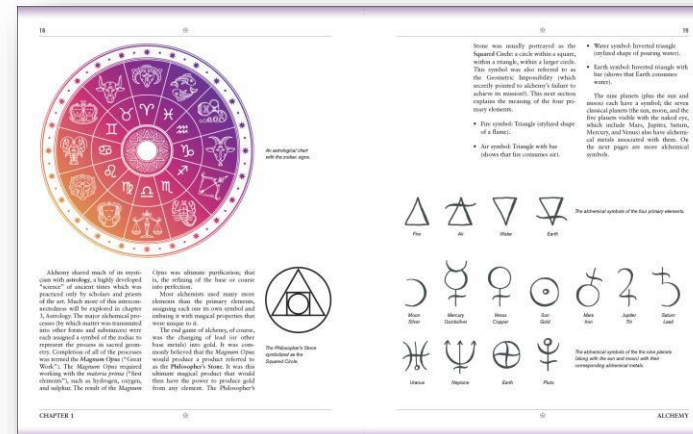 18
An astrological chart
with the zodiac signs.
Alchemy shared much of its mysti-
cism with astrology, a highly developed
"science" of ancient times which was
practiced only by scholars and priests
of the art. Much more of this intercon-
nectedness will be explored in chapter
3, Astrology. The major alchemical pro-
cesses (by which matter was transmuted
into other forms and substances) were
each assigned a symbol of the zodiac to
represent the process in sacred geom-
etry. Completion of all of the processes
was termed the Magnum Opus ("Great
Work"). The Magnum Opus required
working with the materia prima ("first
elements"), such as hydrogen, oxygen,
and sulphur. The result of the Magnum
Opus was ultimate purification; that
is, the refining of the base or coarse
into perfection.
Most alchemists used many more
elements than the primary elements,
assigning each one its own symbol and
imbuing it with magical properties that
were unique to it.
The end game of alchemy, of course,
was the changing of lead (or other
base metals) into gold. It was com-
monly believed that the Magnum Opus
would produce a product referred to
as the Philosopher's Stone. It was this
ultimate magical product that would
then have the power to produce gold
from any element. The Philosopher's
The Philosopher's Stone
symbolized as the
Squared Circle.
CHAPTER 1
19
Stone was usually portrayed as the
Squared Circle: a circle within a square,
within a triangle, within a larger circle.
This symbol was also referred to as
the Geometric Impossibility (which
secretly pointed to alchemy's failure to
achieve its mission!). This next section
explains the meaning of the four pri-
mary elements.
• Fire symbol: Triangle (stylized shape
of a flame).
• Air symbol: Triangle with bar
(shows that fire consumes air).
• Water symbol: Inverted triangle
(stylized shape of pouring water).
• Earth symbol: Inverted triangle with
bar (shows that Earth consumes
water).
The nine planets (plus the sun and
moon) each have a symbol; the seven
classical planets (the sun, moon, and the
five planets visible with the naked eye,
which include Mars, Jupiter, Saturn,
Mercury, and Venus) also have alchemi-
cal metals associated with them. On
the next pages are more alchemical
symbols.
Fire Air Water Earth
The alchemical symbols of the four primary elements.
Moon Mercury Venus Sun Mars Jupiter Saturn
Silver Quicksilver Copper Gold Iron Tin Lead
Uranus Neptune Earth Pluto
The alchemical symbols of the the nine planets
(along with the sun and moon) with their
corresponding alchemical metals.
ALCHEMY